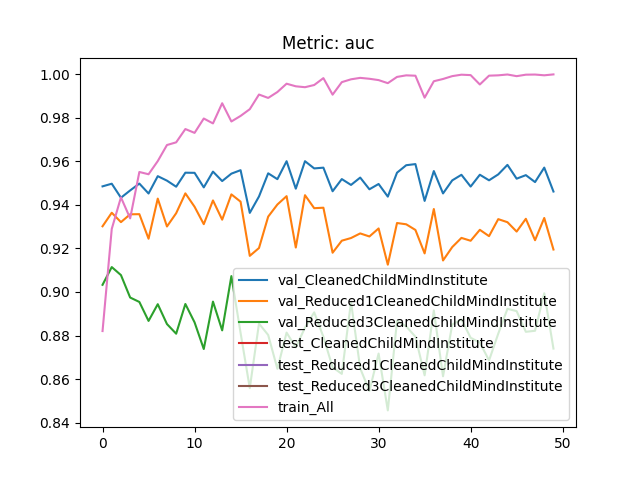 Metric: auc
1.00
0.98
0.96
0.94
0.92
0.90
0.88
0.86
0.84
val_CleanedChildMindInstitute
val_Reduced1CleanedChildMindInstitute
val_Reduced3CleanedChildMindInstitute
test_CleanedChildMindInstitute
test_Reduced1CleanedChildMindInstitute
test_Reduced3CleanedChildMindInstitute
train_All
0 10 20 30 40 50